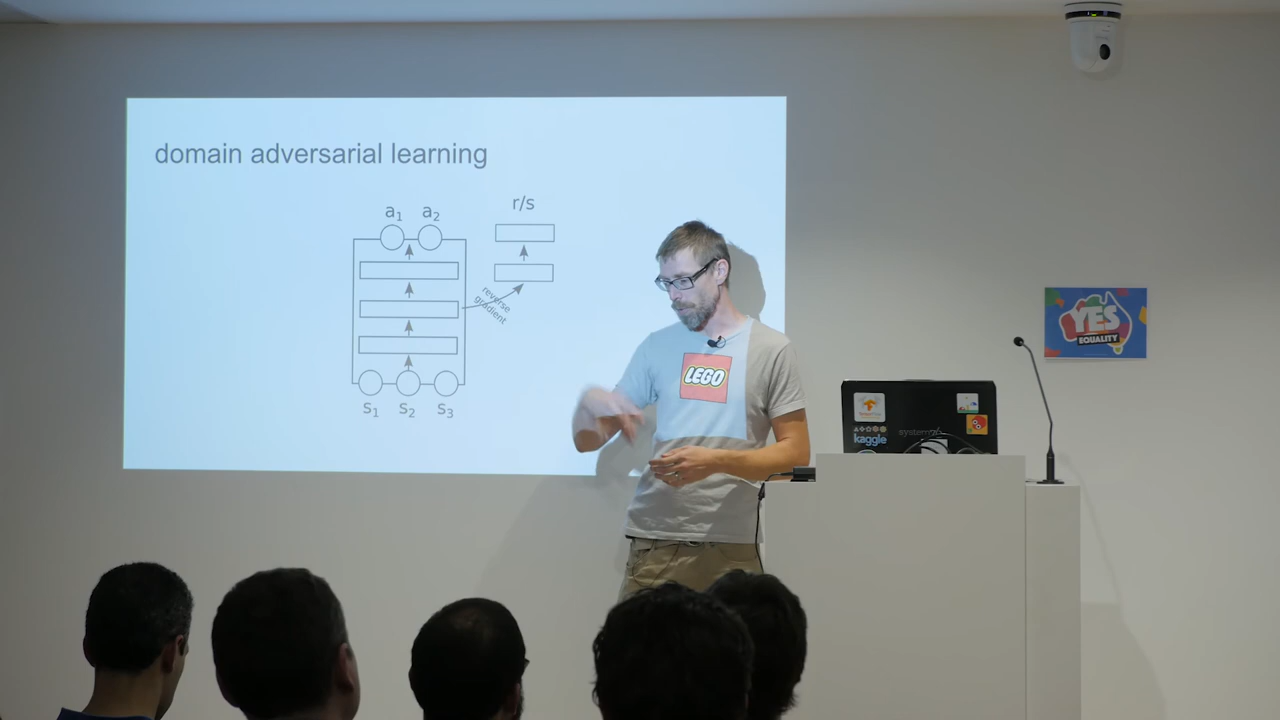 domain adversarial learning
a₁ a₂
r/s
reverse
gradient
s₁ s₂ s₃
LEGO
YES
EQUALITY
kaggle